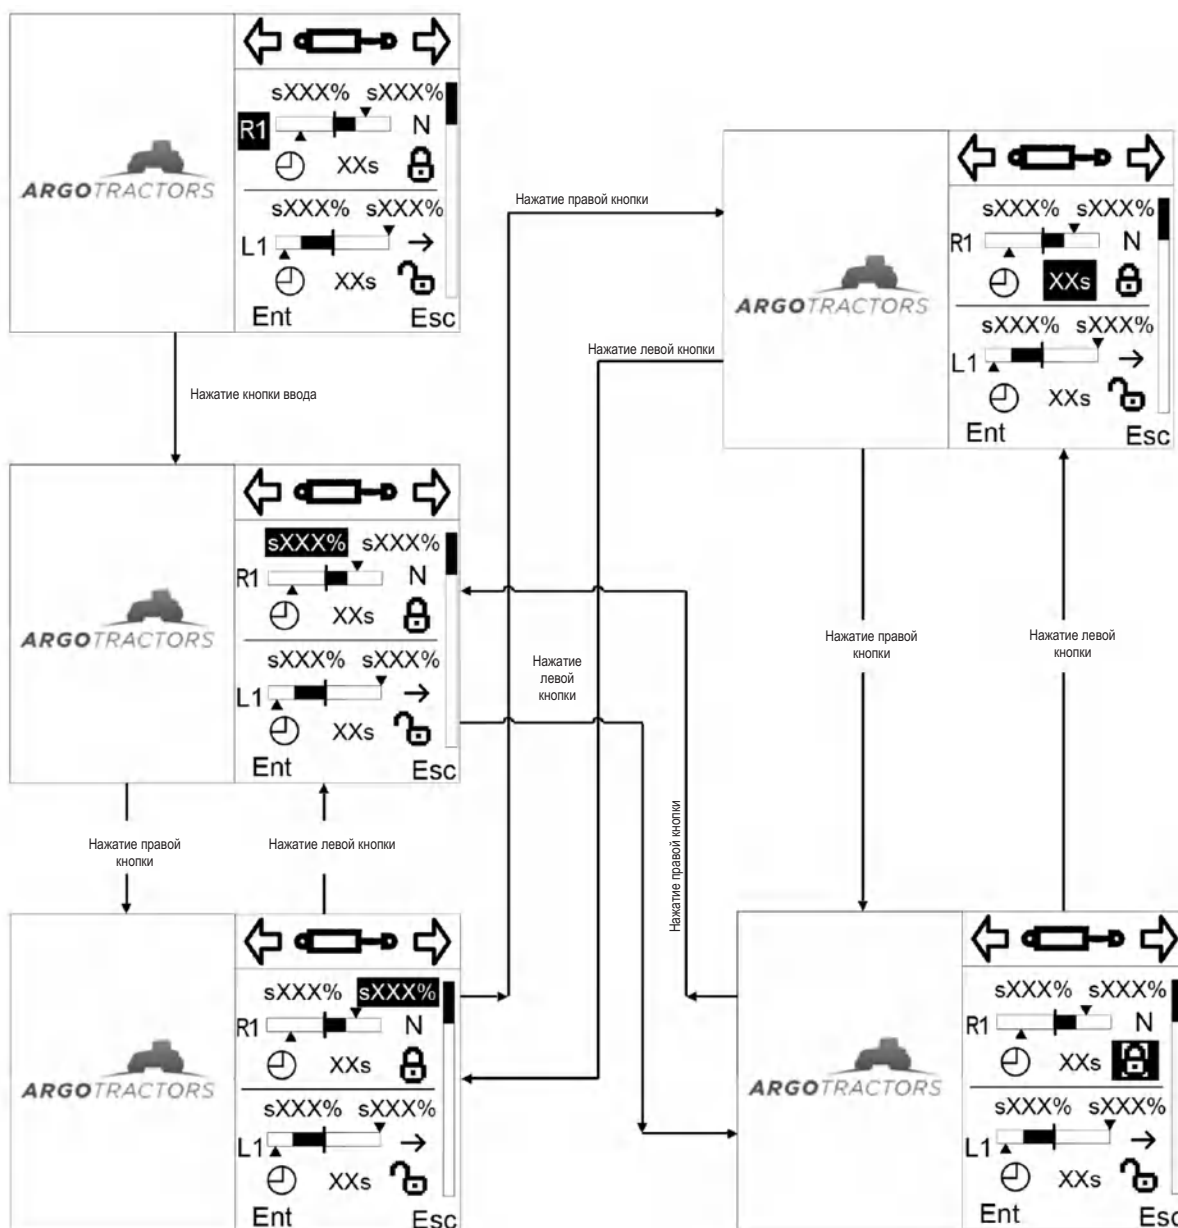 sXXX% sXXX%
R1 N
XXs
ARGOTRACTORS
sXXX% sXXX%
L1
XXs
Ent Esc
Нажатие правой кнопки
sXXX% sXXX%
R1 N
XXs
ARGOTRACTORS
sXXX% sXXX%
L1
XXs
Ent Esc
Нажатие левой кнопки
Нажатие кнопки ввода
sXXX% sXXX%
R1 N
XXs
ARGOTRACTORS
sXXX% sXXX%
L1
XXs
Ent Esc
Нажатие
левой
кнопки
Нажатие правой
кнопки
Нажатие левой
кнопки
Нажатие правой
кнопки
Нажатие левой кнопки
Нажатие правой кнопки
sXXX% sXXX%
R1 N
XXs
ARGOTRACTORS
sXXX% sXXX%
L1
XXs
Ent Esc
sXXX% sXXX%
R1 N
XXs
ARGOTRACTORS
sXXX% sXXX%
L1
XXs
Ent Esc